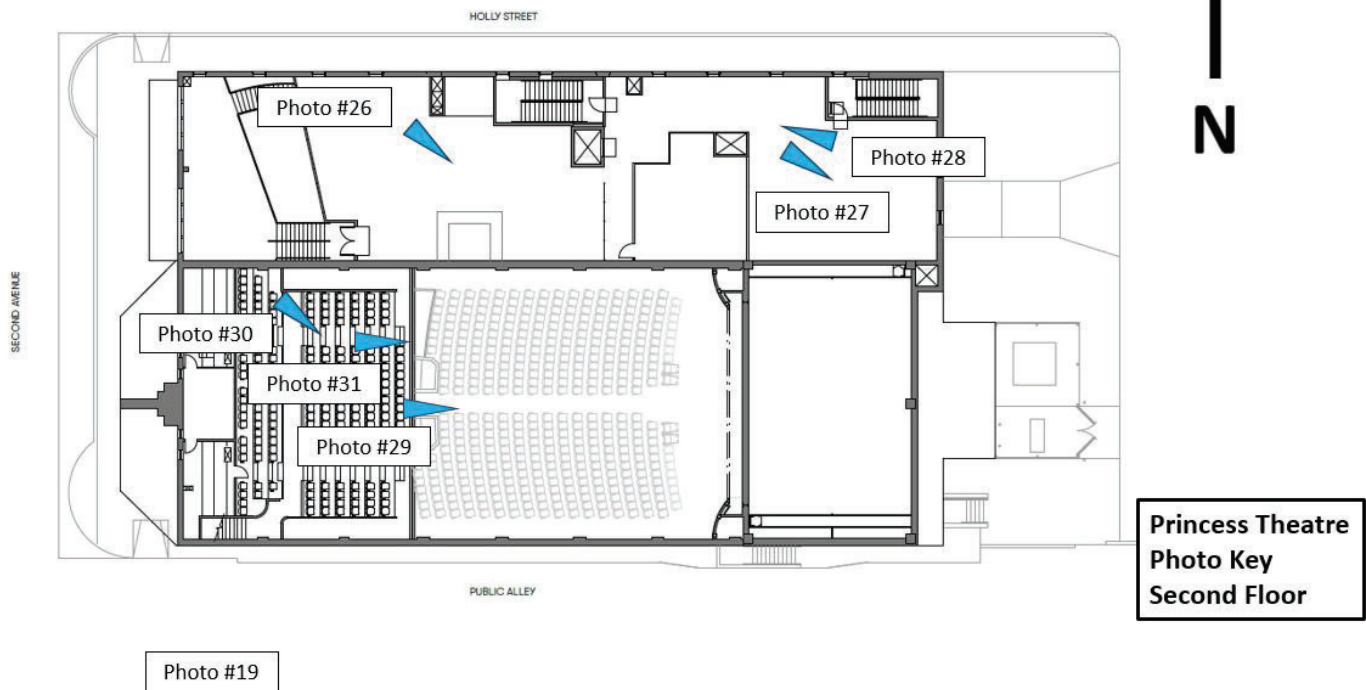 HOLLY STREET
N
Photo #26
Photo #28
Photo #27
SECOND AVENUE
Photo #30
Photo #31
Photo #29
Princess Theatre
Photo Key
Second Floor
PUBLIC ALLEY
Photo #19